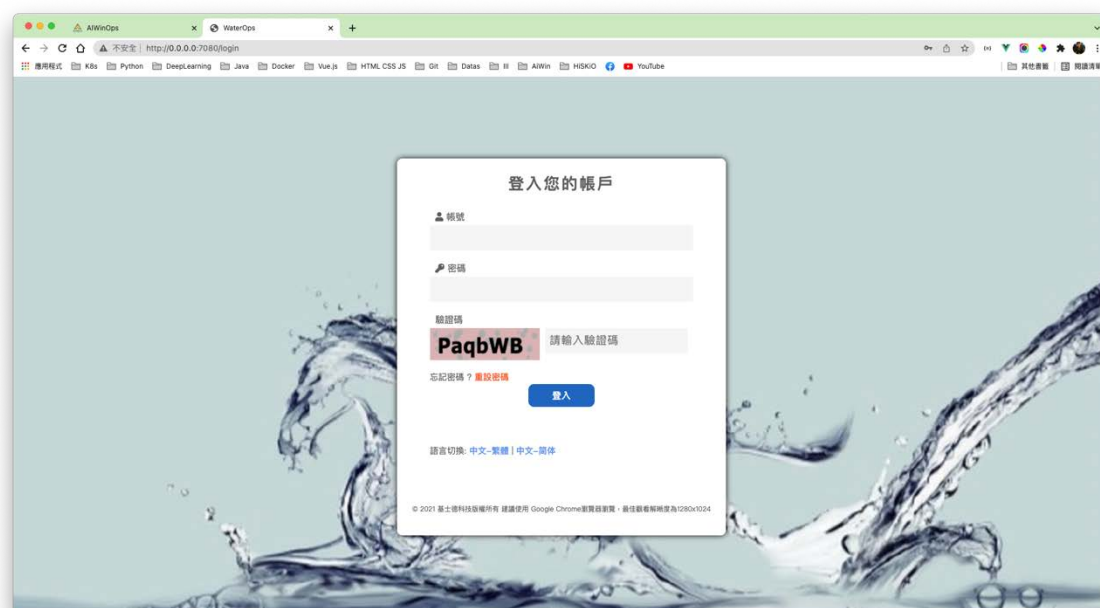 AIWinOps
WaterOps
不安全 | http://0.0.0.0:7080/login
應用程式 K8s Python DeepLearning Java Docker Vue.js HTML CSS JS Git Datas III AIWin HiSKIO YouTube 其他書籤 閱讀清單
登入您的帳戶
帳號
密碼
驗證碼
PaqbWB 請輸入驗證碼
忘記密碼 ? 重設密碼
登入
語言切換: 中文-繁體 | 中文-简体
© 2021 基士德科技版權所有 建議使用 Google Chrome瀏覽器瀏覽，最佳觀看解晰度為1280x1024